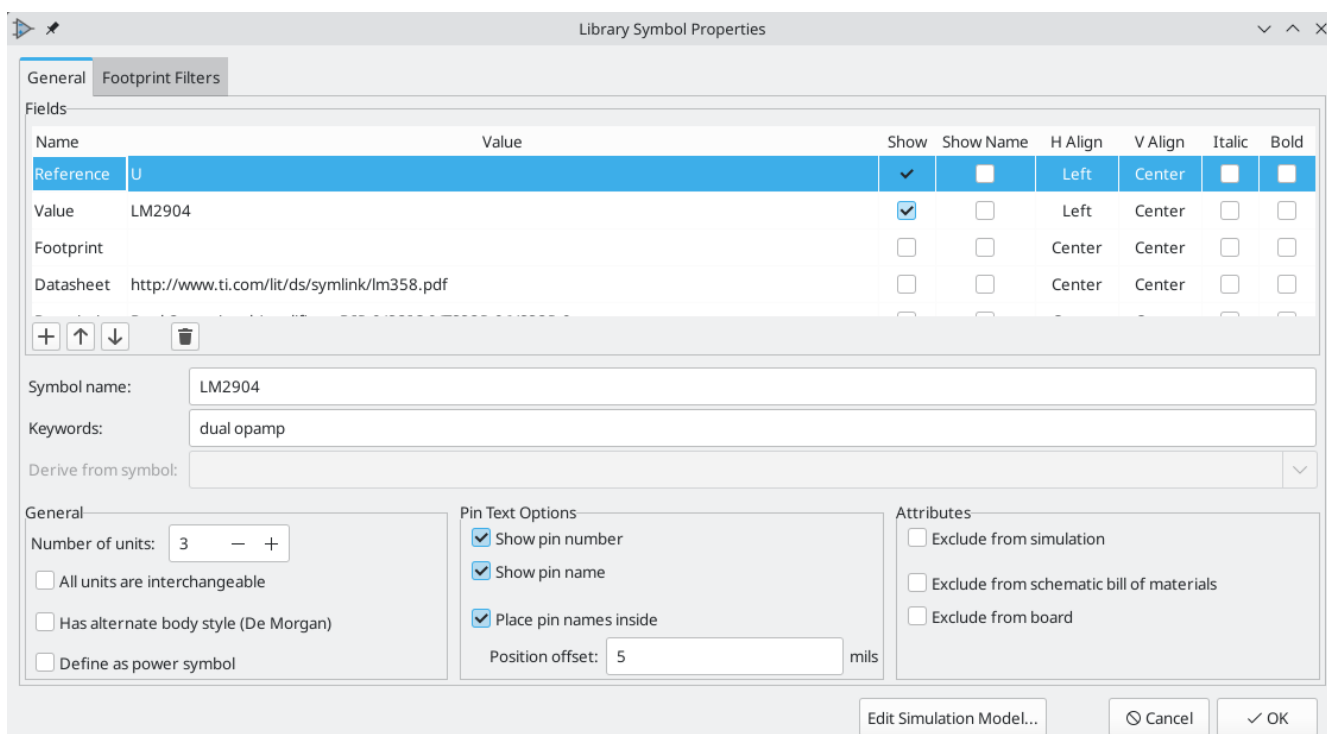 Library Symbol Properties
General Footprint Filters
Fields
Name Value Show Show Name H Align V Align Italic Bold
Reference U Left Center
Value LM2904 Left Center
Footprint Center Center
Datasheet http://www.ti.com/lit/ds/symlink/lm358.pdf Center Center
Symbol name: LM2904
Keywords: dual opamp
Derive from symbol:
General
Number of units: 3
All units are interchangeable
Has alternate body style (De Morgan)
Define as power symbol
Pin Text Options
Show pin number
Show pin name
Place pin names inside
Position offset: 5 mils
Attributes
Exclude from simulation
Exclude from schematic bill of materials
Exclude from board
Edit Simulation Model... Cancel OK